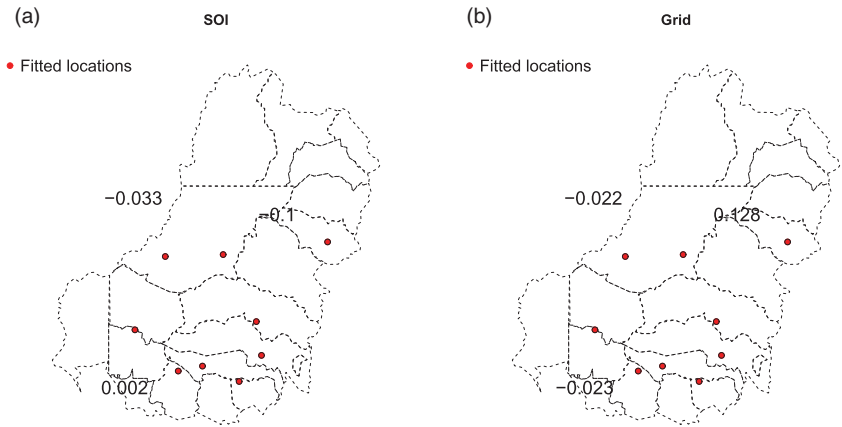 (a)
SOI
Fitted locations
−0.033
−0.1
0.002
(b)
Grid
Fitted locations
−0.022
0.128
−0.023